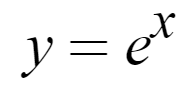 y = e^x